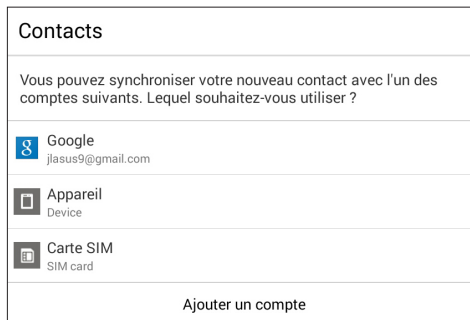 Contacts
Vous pouvez synchroniser votre nouveau contact avec l'un des
comptes suivants. Lequel souhaitez-vous utiliser ?
Google
jlasus9@gmail.com
Appareil
Device
Carte SIM
SIM card
Ajouter un compte